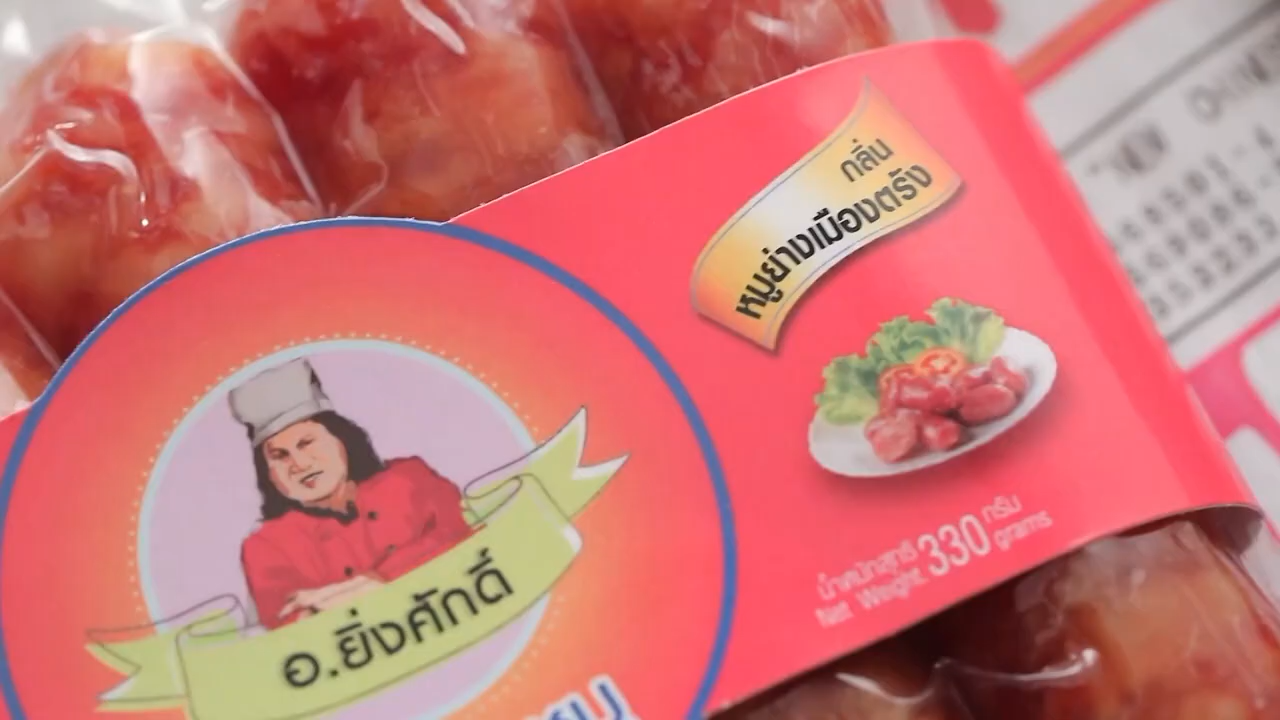 กลิ่น
หมูย่างเมืองตรัง
อ.ยิ่งศักดิ์
น้ำหนักสุทธิ 330 กรัม
Net Weight grams
"NEW